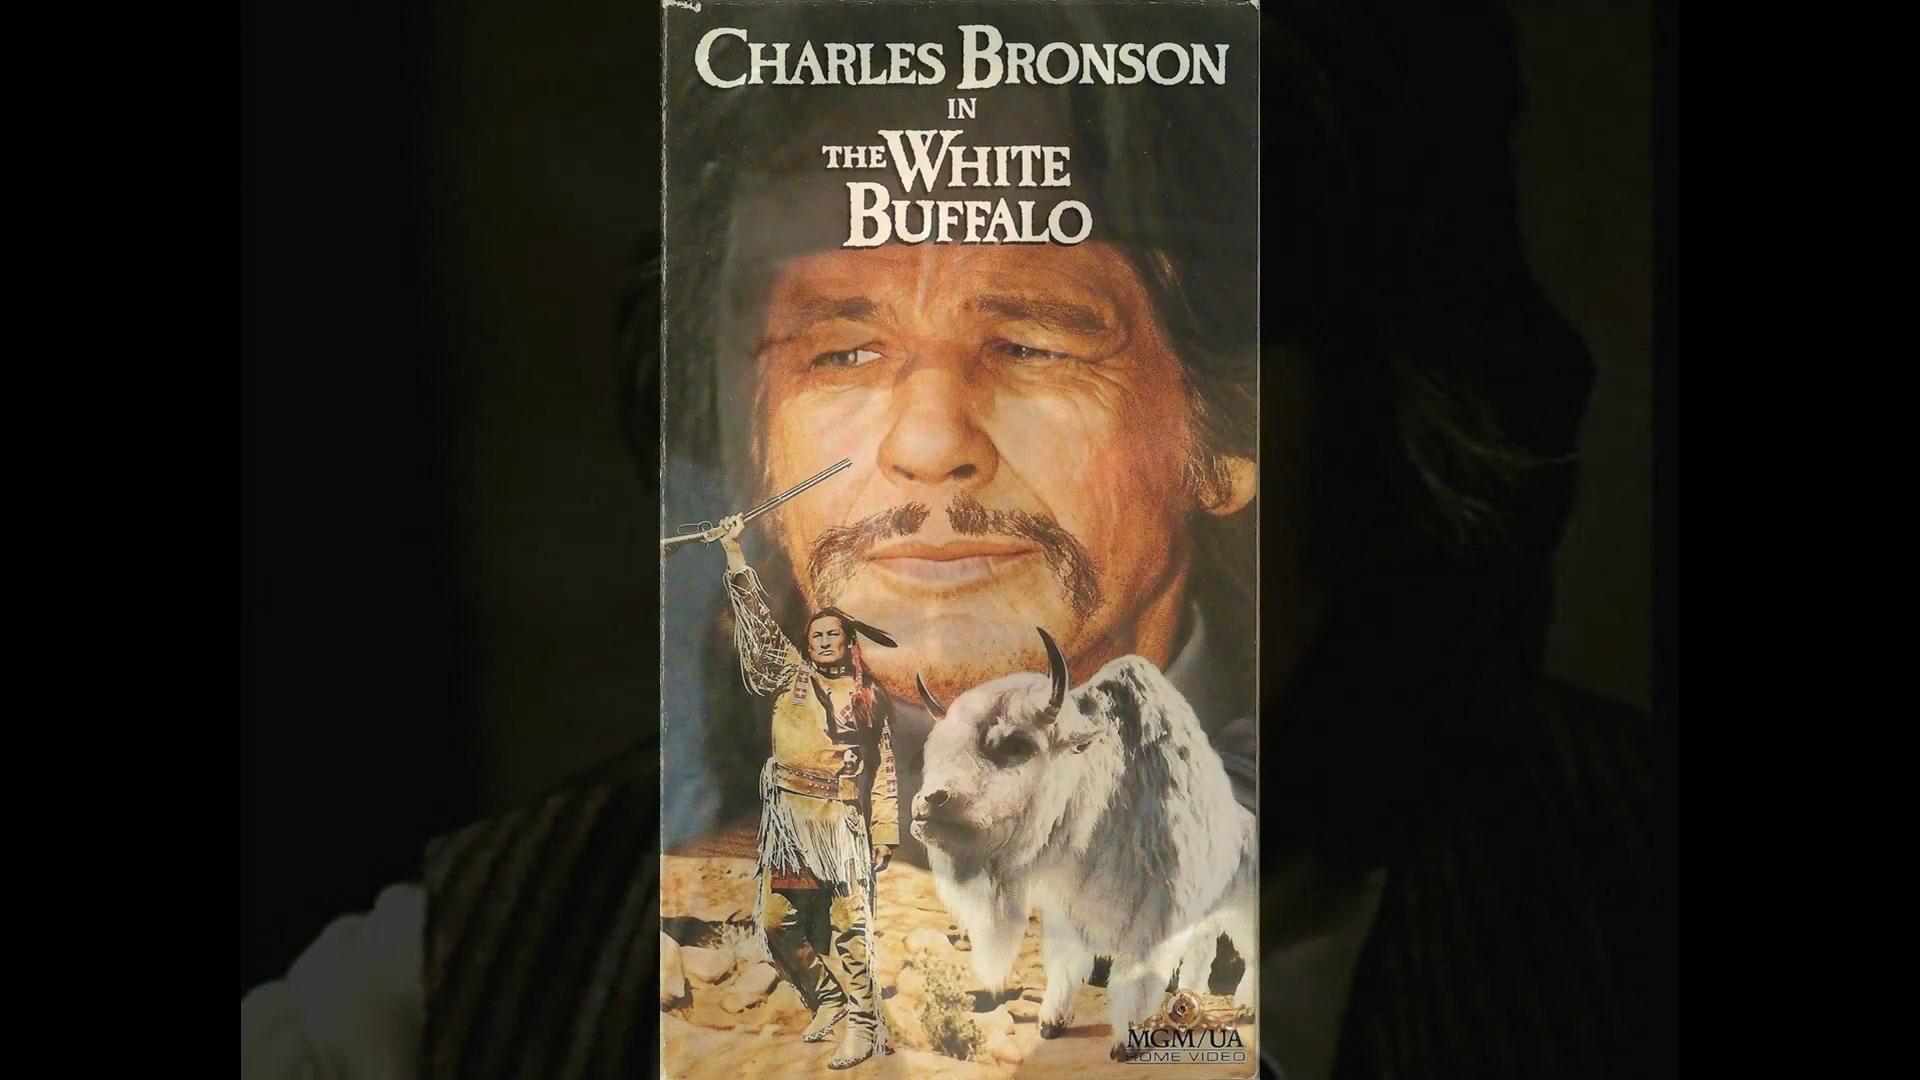 CHARLES BRONSON
IN
THE WHITE
BUFFALO
MGM/UA
HOME VIDEO